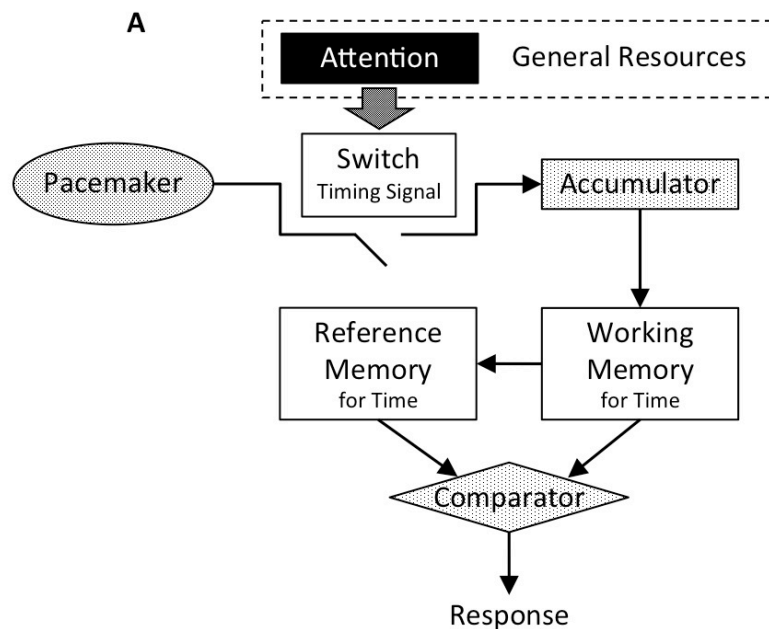 A
Attention
General Resources
Switch
Timing Signal
Pacemaker
Accumulator
Reference
Memory
for Time
Working
Memory
for Time
Comparator
Response